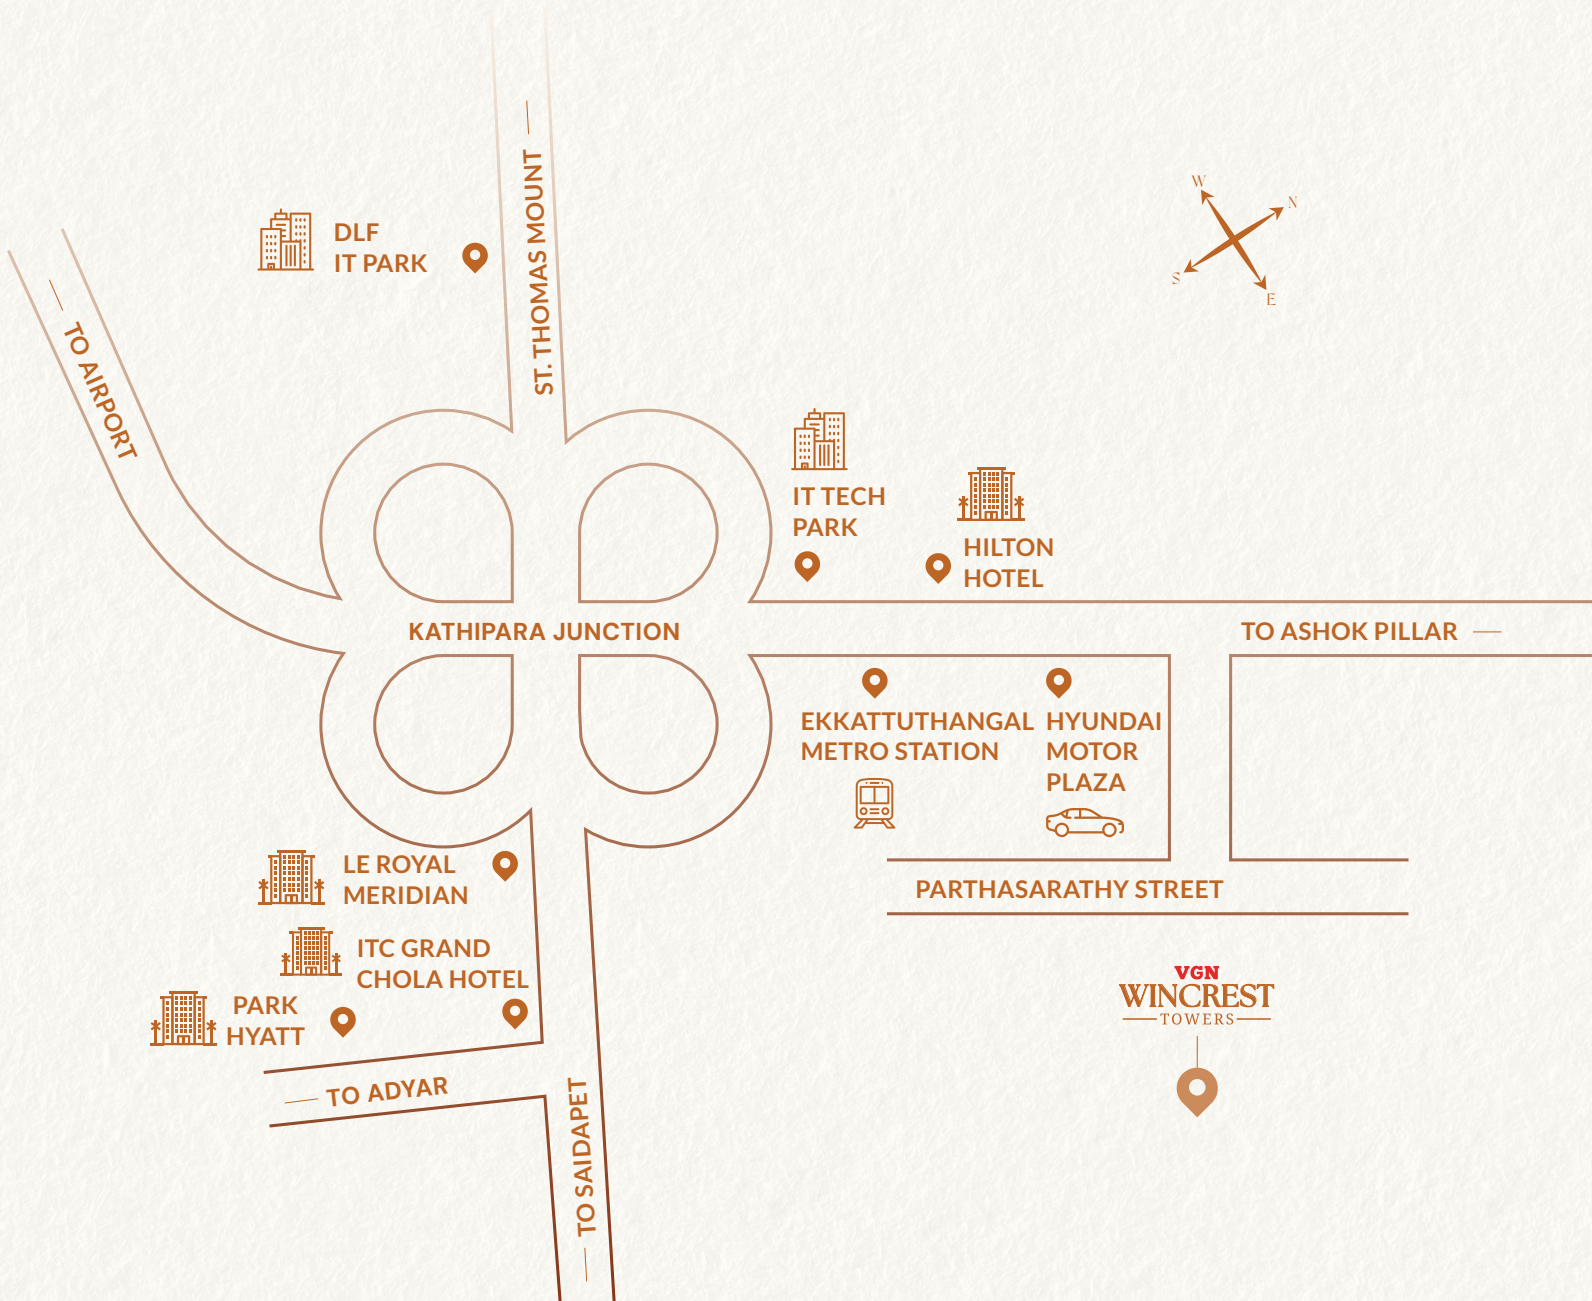 W
N
S
E
ST. THOMAS MOUNT
DLF
IT PARK
TO AIRPORT
IT TECH
PARK
HILTON
HOTEL
KATHIPARA JUNCTION
TO ASHOK PILLAR
EKKATTUTHANGAL
METRO STATION
HYUNDAI
MOTOR
PLAZA
LE ROYAL
MERIDIAN
PARTHASARATHY STREET
ITC GRAND
CHOLA HOTEL
PARK
HYATT
VGN
WINCREST
TOWERS
TO ADYAR
TO SAIDAPET